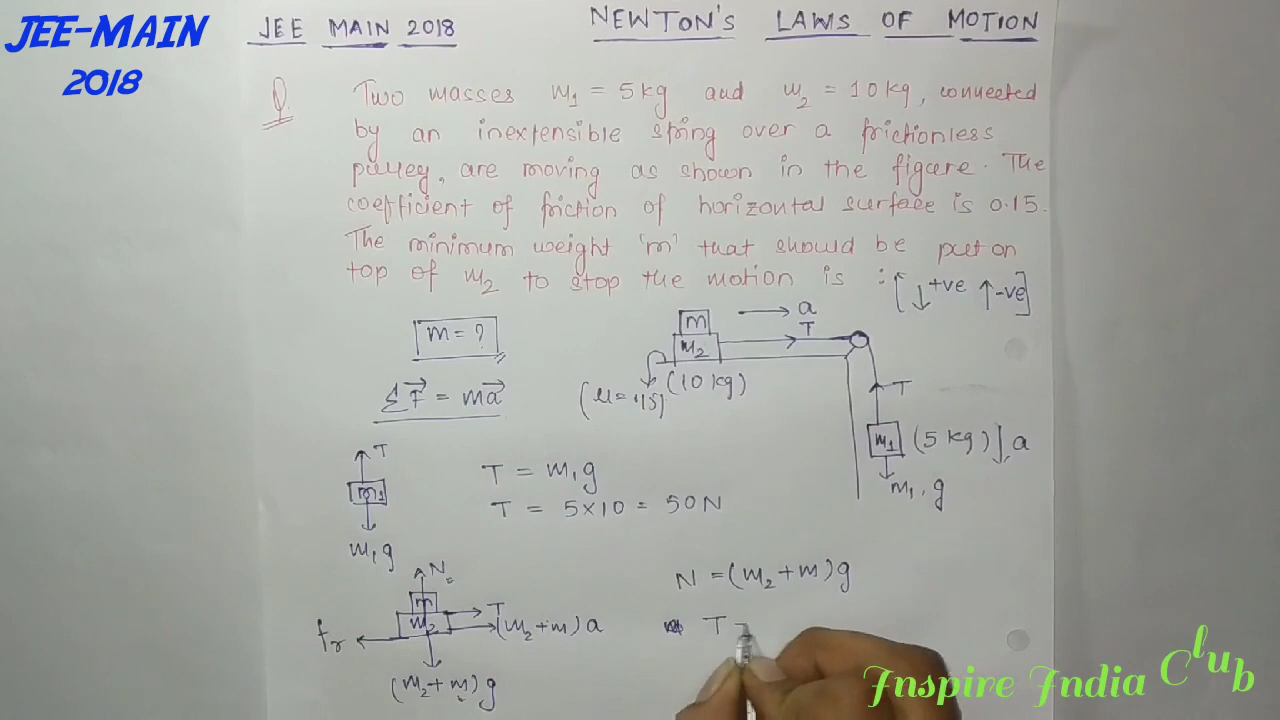 JEE-MAIN
2018
JEE MAIN 2018
NEWTON'S LAWS OF MOTION
Q. Two masses m₁ = 5kg and m₂ = 10kg, connected
by an inextensible string over a frictionless
pulley, are moving as shown in the figure. The
coefficient of friction of horizontal surface is 0.15.
The minimum weight 'm' that should be put on
top of m₂ to stop the motion is :
[↓+ve ↑-ve]
m = ?
m
→ a
T
m₂
(10 kg)
(μ = .15)
ΣF⃗ = ma⃗
T
m₁ (5 kg)↓a
m₁.g
T
m₁
m₁g
T = m₁g
T = 5×10 = 50N
N
m
T
m₂
(m₂+m)a
fr
(m₂+m)g
N = (m₂+m)g
T =
Inspire India Club